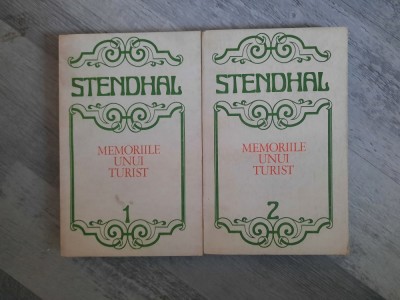 STENDHAL
MEMORIILE
UNUI
TURIST
1
STENDHAL
MEMORIILE
UNUI
TURIST
2